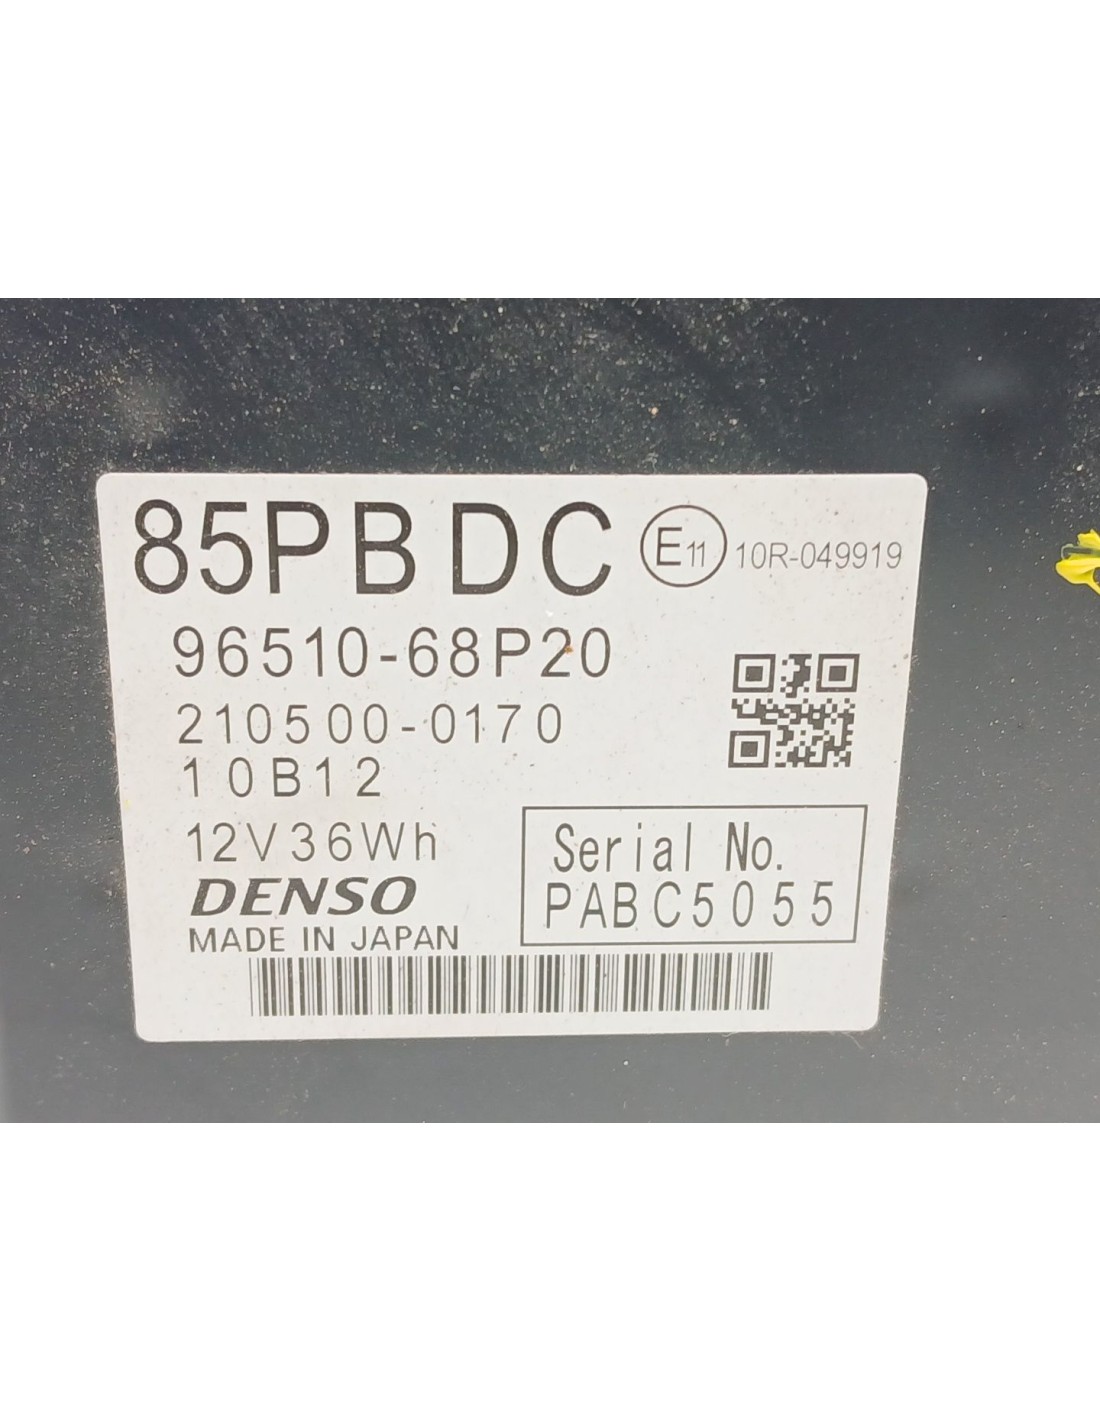 85PBDC E11 10R-049919
96510-68P20
210500-0170
10B12
12V36Wh
DENSO
MADE IN JAPAN
Serial No.
PABC5055